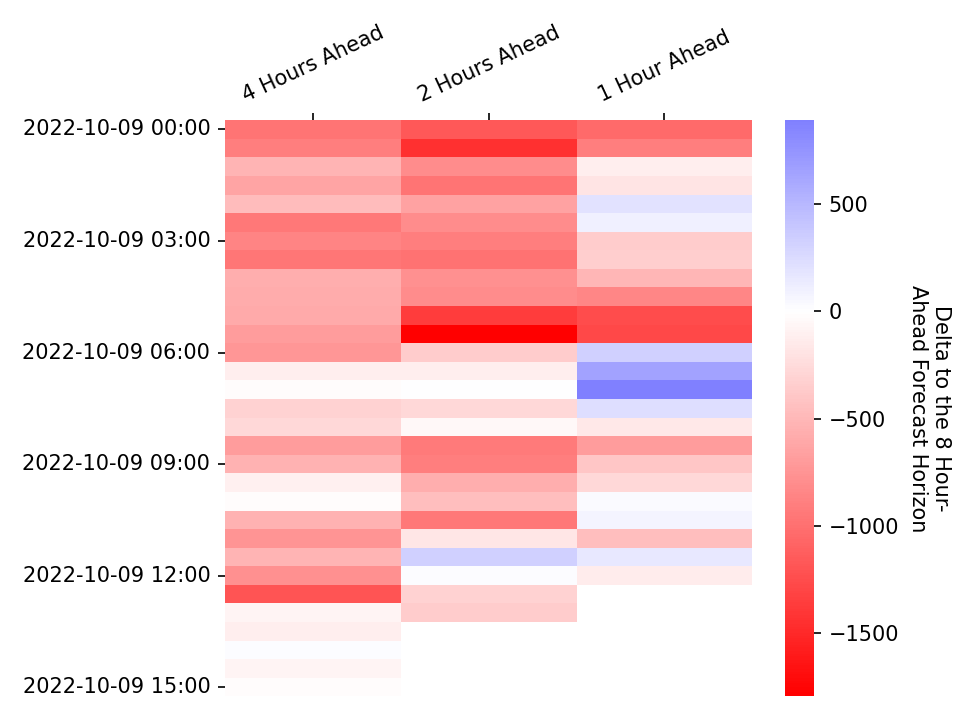 4 Hours Ahead
2 Hours Ahead
1 Hour Ahead
2022-10-09 00:00
2022-10-09 03:00
2022-10-09 06:00
2022-10-09 09:00
2022-10-09 12:00
2022-10-09 15:00
500
0
−500
−1000
−1500
Delta to the 8 Hour-
Ahead Forecast Horizon